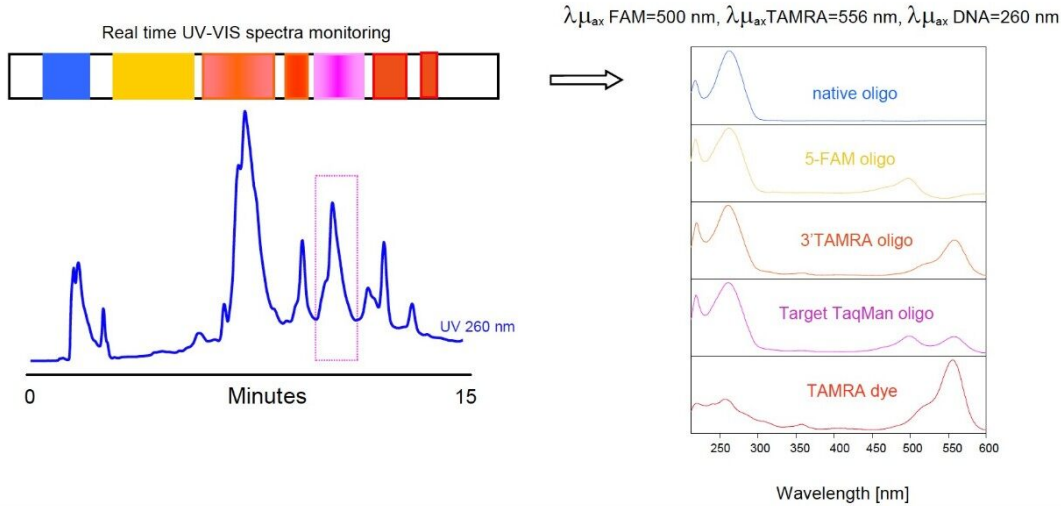 λμax FAM=500 nm, λμaxTAMRA=556 nm, λμax DNA=260 nm
Real time UV-VIS spectra monitoring
native oligo
5-FAM oligo
3'TAMRA oligo
Target TaqMan oligo
TAMRA dye
UV 260 nm
0 Minutes 15
250 300 350 400 450 500 550 600
Wavelength [nm]